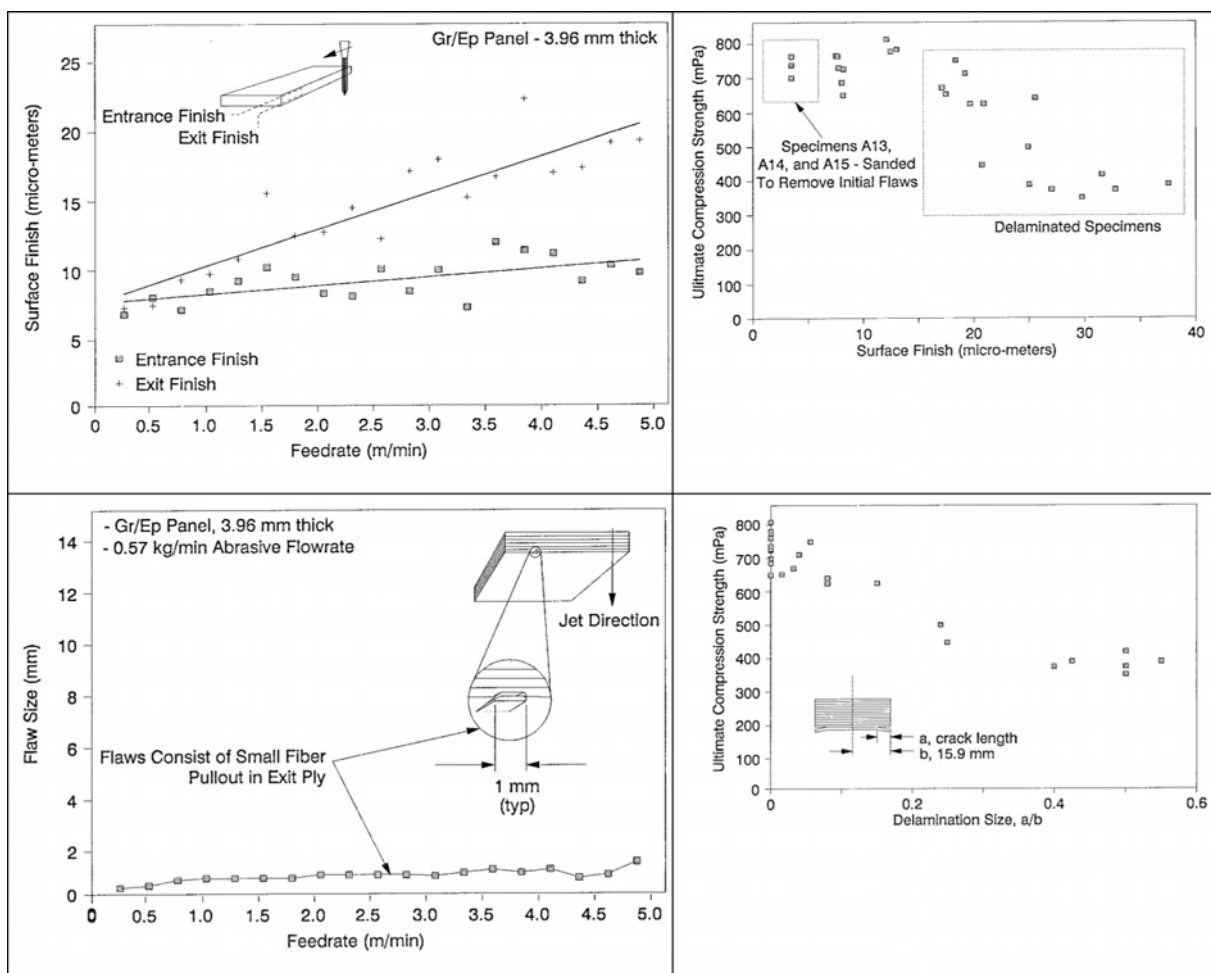 Gr/Ep Panel - 3.96 mm thick
Surface Finish (micro-meters)
25
20
15
10
5
0
Entrance Finish
Exit Finish
Entrance Finish
Exit Finish
0
0.5
1.0
1.5
2.0
2.5
3.0
3.5
4.0
4.5
5.0
Feedrate (m/min)
Ulitmate Compression Strength (mPa)
800
700
600
500
400
300
200
100
0
Specimens A13,
A14, and A15 - Sanded
To Remove Initial Flaws
Delaminated Specimens
0
10
20
30
40
Surface Finish (micro-meters)
- Gr/Ep Panel, 3.96 mm thick
- 0.57 kg/min Abrasive Flowrate
Flaw Size (mm)
14
12
10
8
6
4
2
0
Jet Direction
Flaws Consist of Small Fiber
Pullout in Exit Ply
1 mm
(typ)
0
0.5
1.0
1.5
2.0
2.5
3.0
3.5
4.0
4.5
5.0
Feedrate (m/min)
Ultimate Compression Strength (mPa)
800
700
600
500
400
300
200
100
0
a, crack length
b, 15.9 mm
0
0.2
0.4
0.6
Delamination Size, a/b